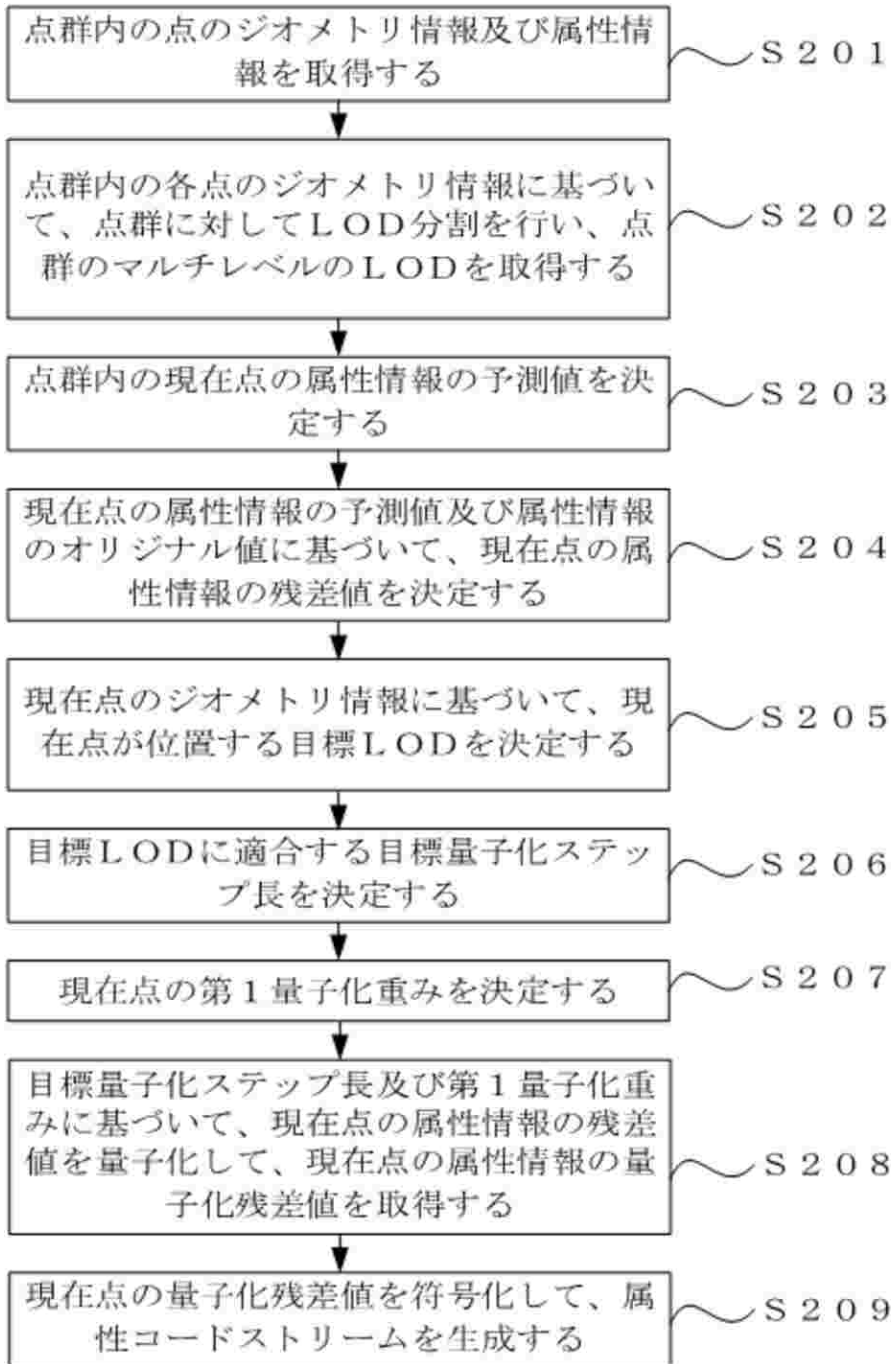 点群内の点のジオメトリ情報及び属性情
報を取得する
S201
点群内の各点のジオメトリ情報に基づい
て、点群に対してLOD分割を行い、点
群のマルチレベルのLODを取得する
S202
点群内の現在点の属性情報の予測値を決
定する
S203
現在点の属性情報の予測値及び属性情報
のオリジナル値に基づいて、現在点の属
性情報の残差値を決定する
S204
現在点のジオメトリ情報に基づいて、現
在点が位置する目標LODを決定する
S205
目標LODに適合する目標量子化ステッ
プ長を決定する
S206
現在点の第1量子化重みを決定する
S207
目標量子化ステップ長及び第1量子化重
みに基づいて、現在点の属性情報の残差
値を量子化して、現在点の属性情報の量
子化残差値を取得する
S208
現在点の量子化残差値を符号化して、属
性コードストリームを生成する
S209